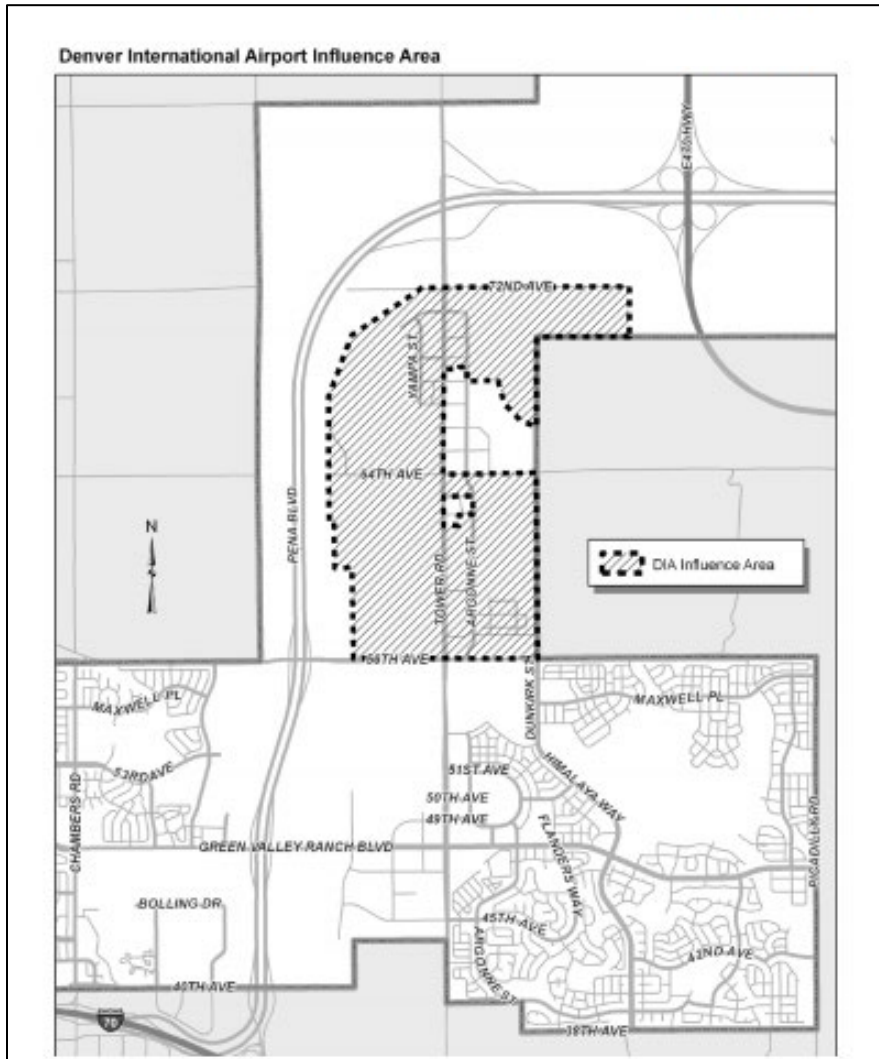 Denver International Airport Influence Area
E470 HWY
72ND AVE
YAMPA ST
64TH AVE
N
PENA BLVD
DIA Influence Area
TOWER RD
ARGONNE ST
56TH AVE
DUNKIRK ST
MAXWELL PL
MAXWELL PL
53RD AVE
51ST AVE
HIMALAYA WAY
50TH AVE
CHAMBERS RD
49TH AVE
PICADILLY RD
GREEN VALLEY RANCH BLVD
FLANDERS WAY
BOLLING DR
45TH AVE
ARGONNE ST
42ND AVE
40TH AVE
70
38TH AVE